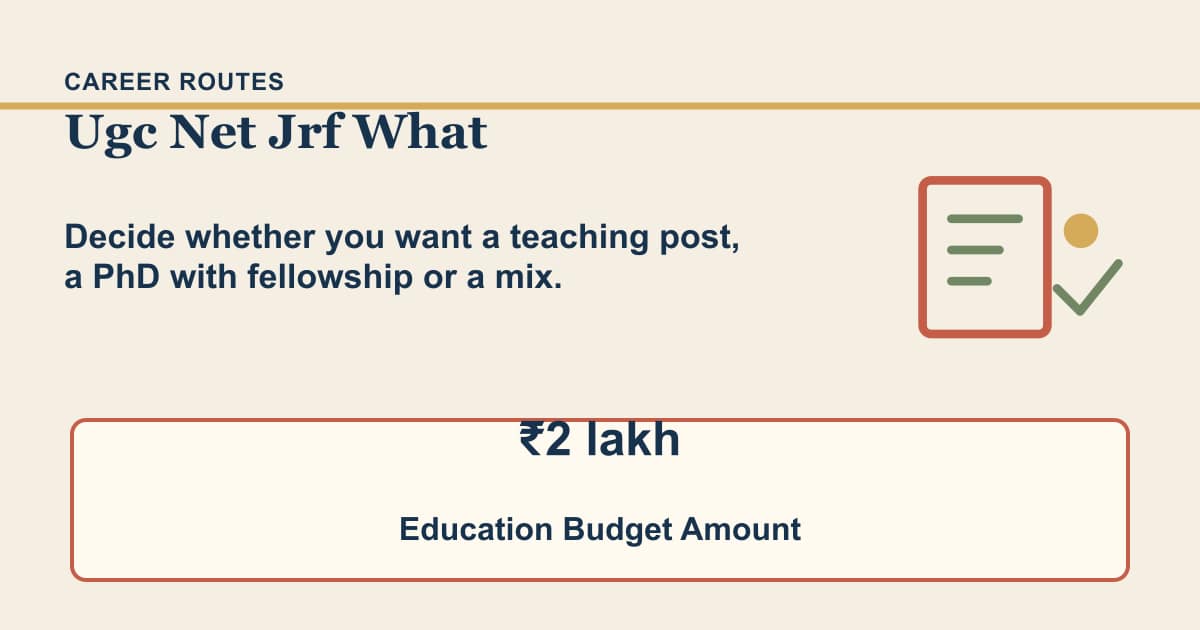 CAREER ROUTES
Ugc Net Jrf What
Decide whether you want a teaching post,
a PhD with fellowship or a mix.
₹2 lakh
Education Budget Amount